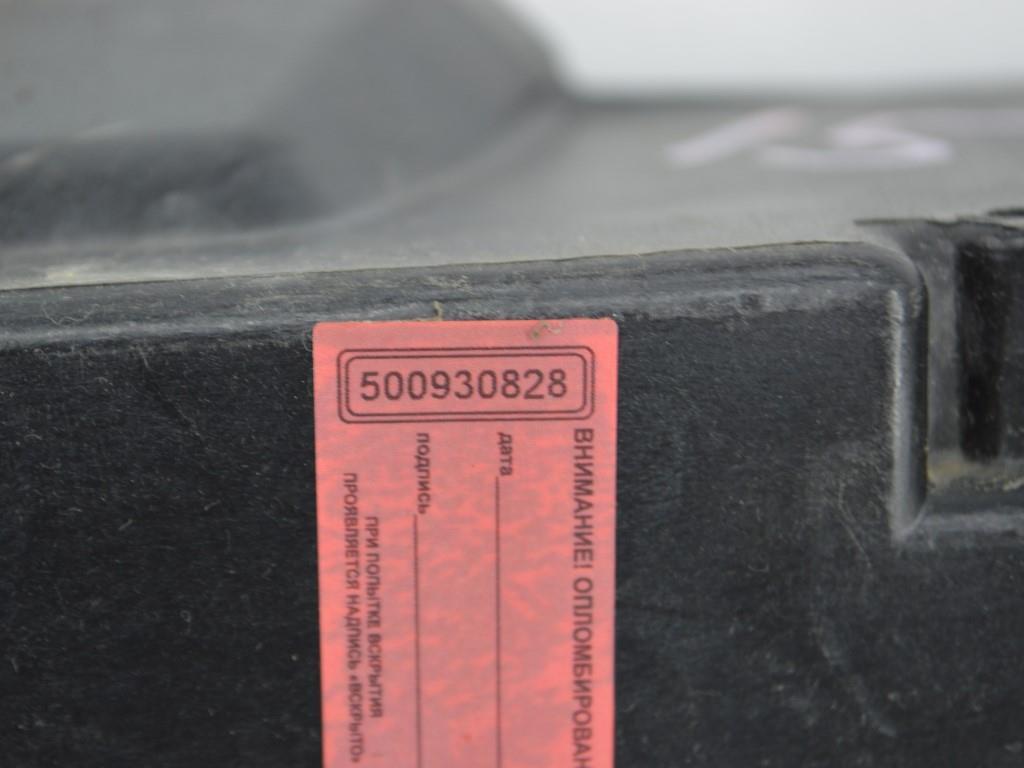 500930828
ВНИМАНИЕ! ОПЛОМБИРОВАН
дата
подпись
ПРИ ПОПЫТКЕ ВСКРЫТИЯ
ПРОЯВЛЯЕТСЯ НАДПИСЬ «ВСКРЫТО»